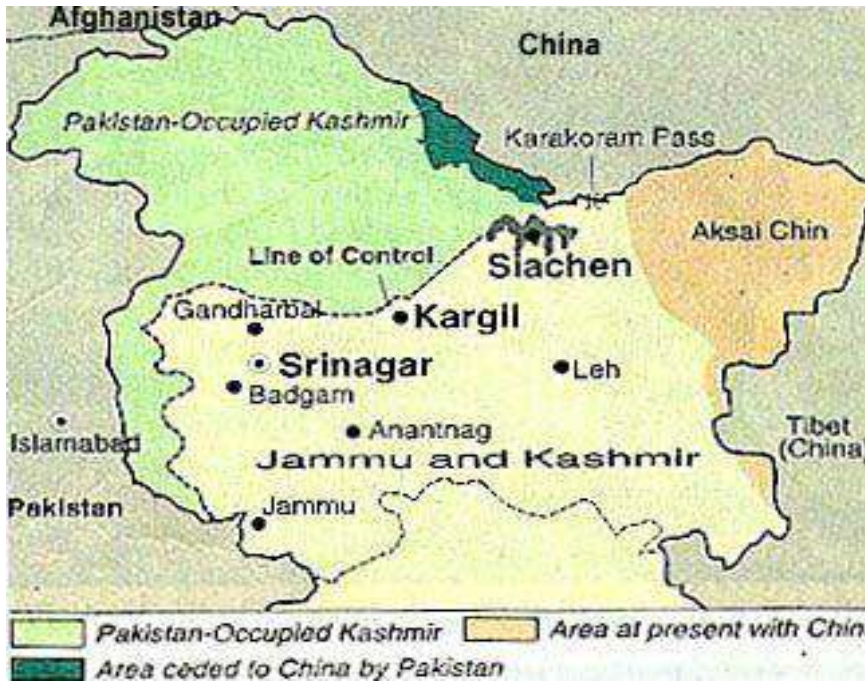 Afghanistan
China
Pakistan-Occupied Kashmir
Karakoram Pass
Aksai Chin
Line of Control
Siachen
Gandharbal
Kargil
Srinagar
Leh
Badgam
Tibet
(China)
Islamabad
Anantnag
Jammu and Kashmir
Pakistan
Jammu
Pakistan-Occupied Kashmir
Area at present with Chin
Area ceded to China by Pakistan